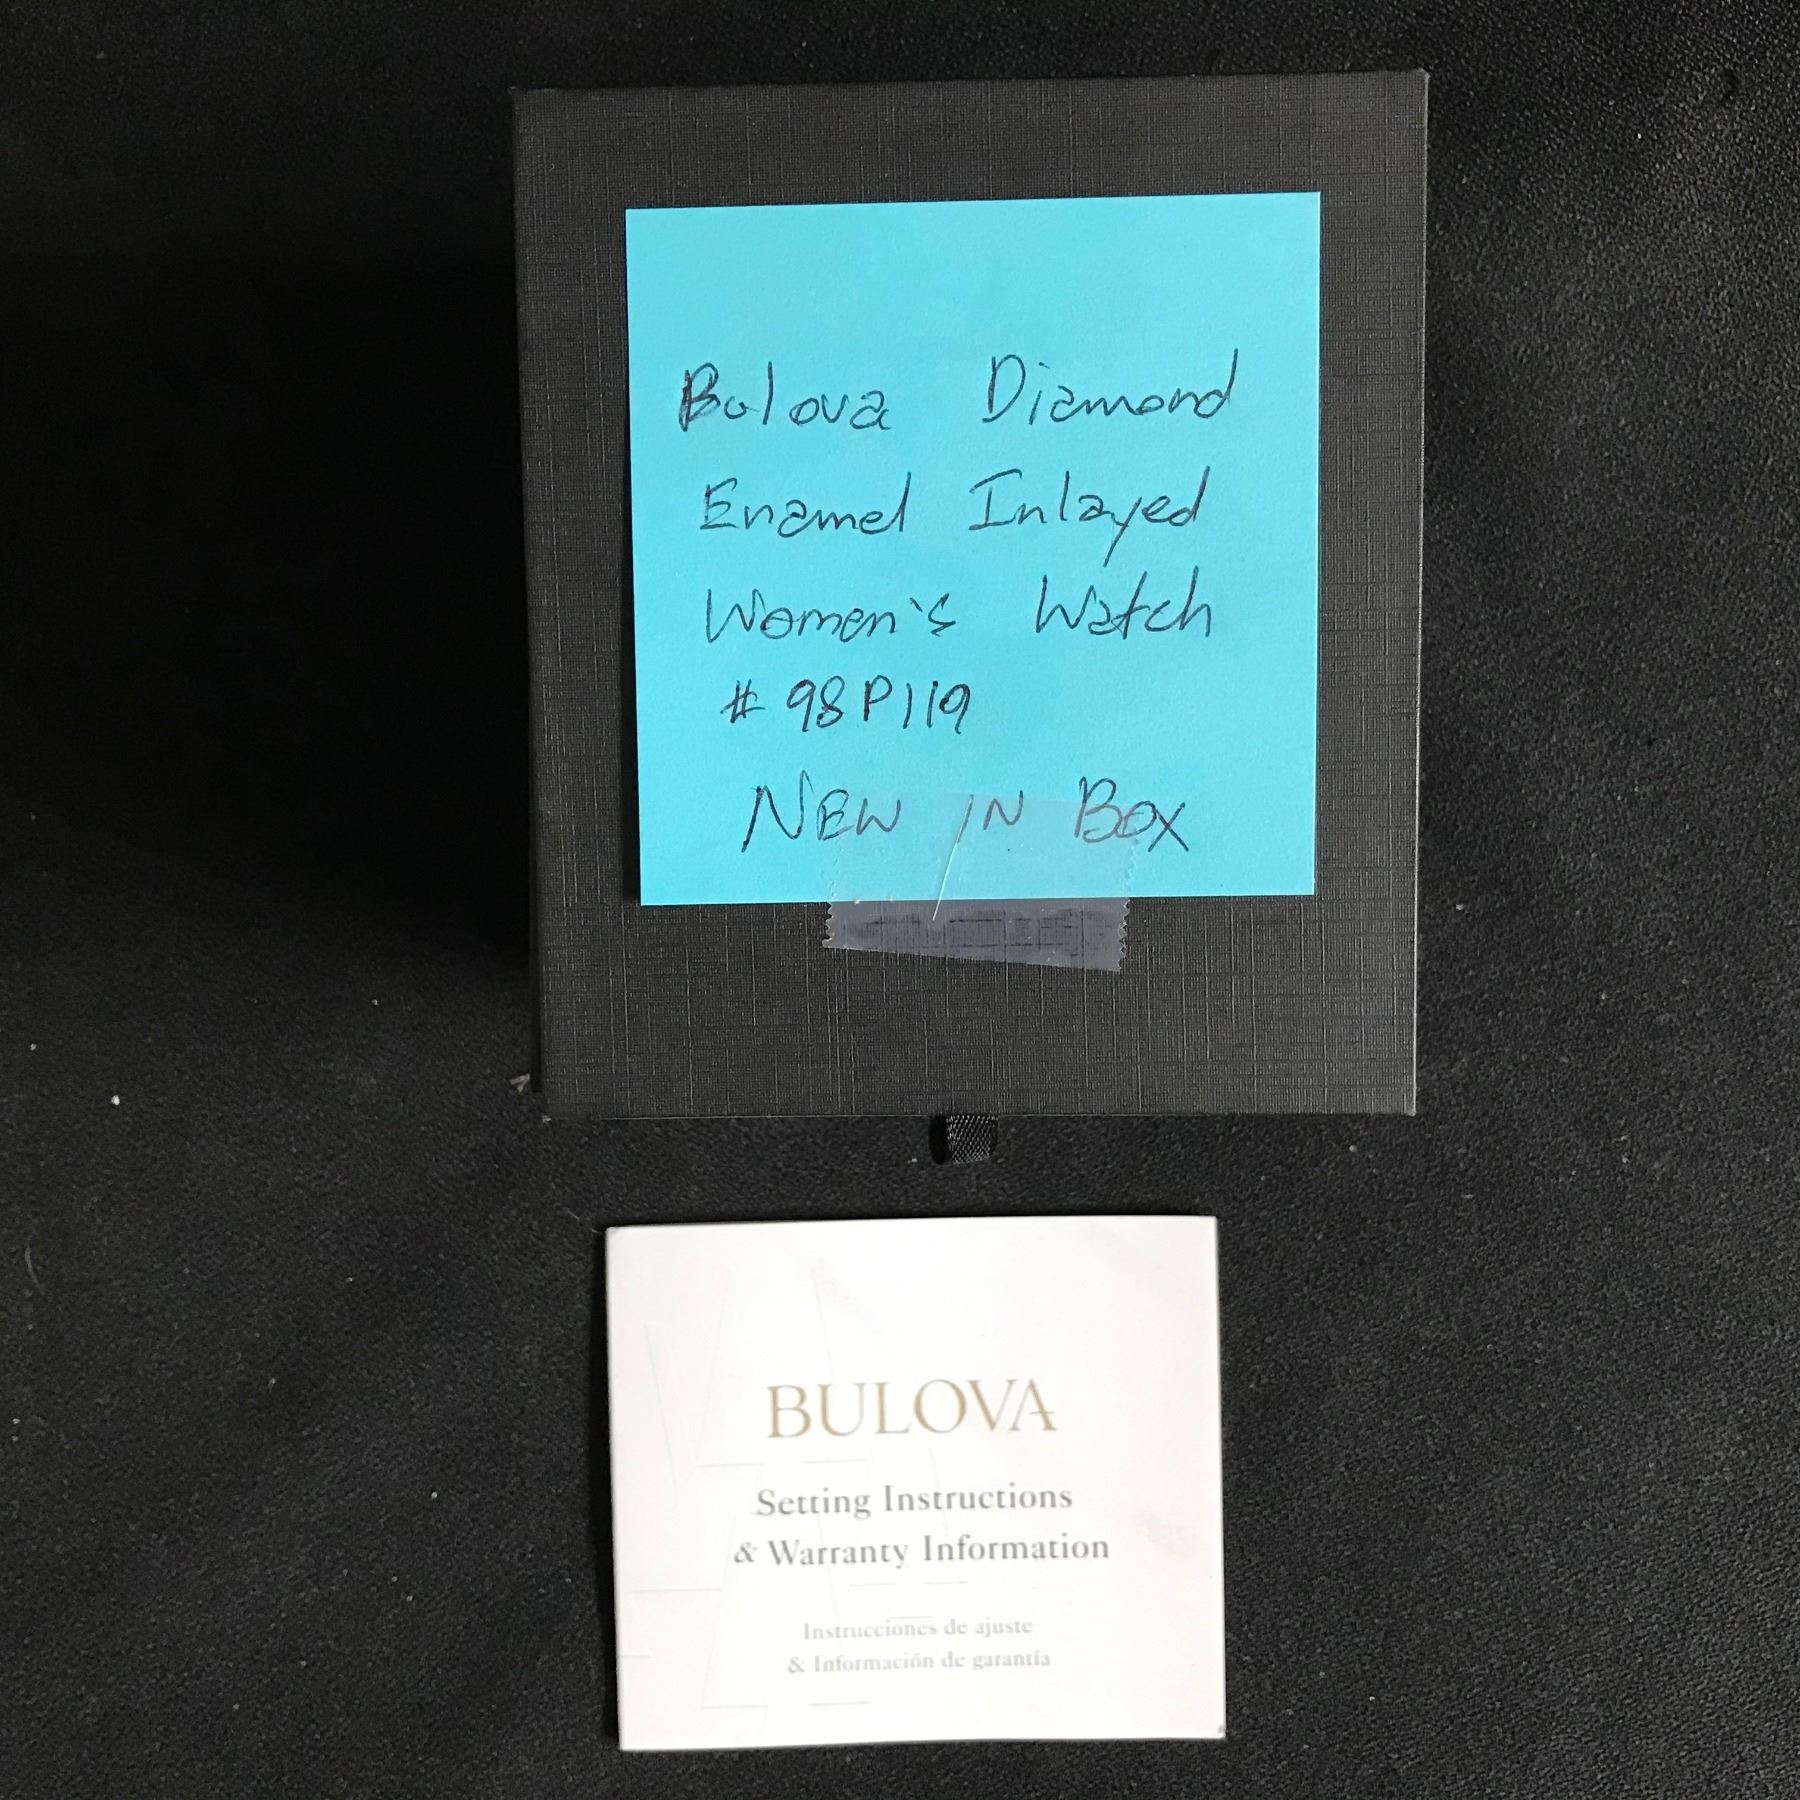 Bulova Diamond
Enamel Inlayed
Women's Watch
# 98P119
NEW IN BOX
BULOVA
Setting Instructions
& Warranty Information
Instrucciones de ajuste
& Información de garantía